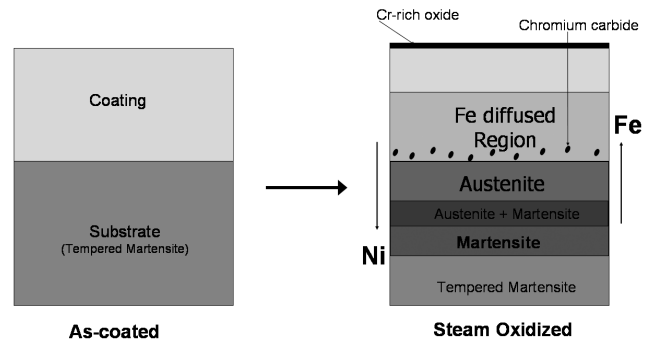 Cr-rich oxide
Chromium carbide
Coating
Fe diffused
Region
Fe
Austenite
Austenite + Martensite
Substrate
(Tempered Martensite)
Martensite
Ni
Tempered Martensite
As-coated
Steam Oxidized